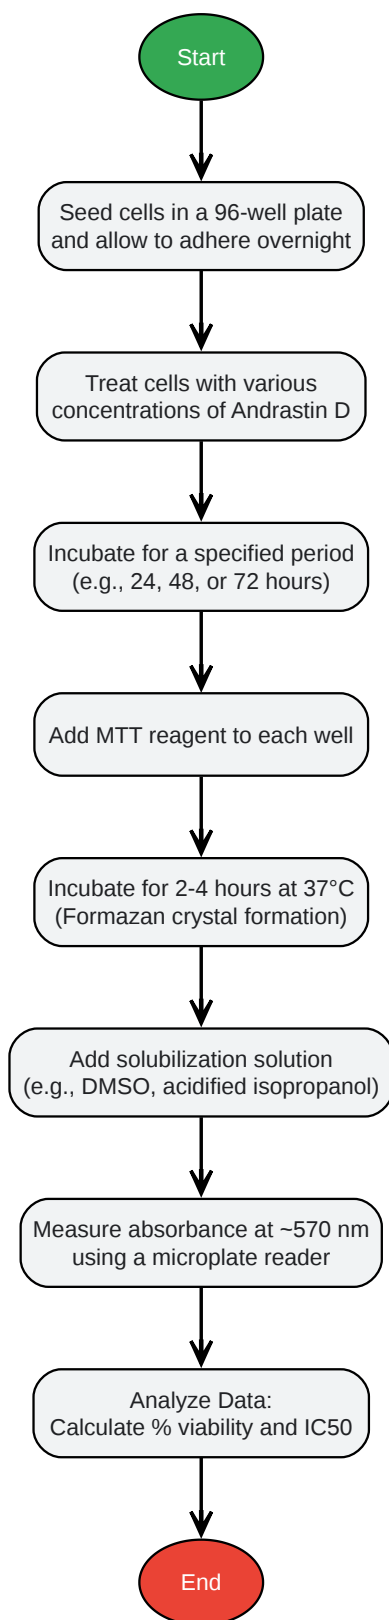 Start
Seed cells in a 96-well plate
and allow to adhere overnight
Treat cells with various
concentrations of Andrastin D
Incubate for a specified period
(e.g., 24, 48, or 72 hours)
Add MTT reagent to each well
Incubate for 2-4 hours at 37°C
(Formazan crystal formation)
Add solubilization solution
(e.g., DMSO, acidified isopropanol)
Measure absorbance at ~570 nm
using a microplate reader
Analyze Data:
Calculate % viability and IC50
End